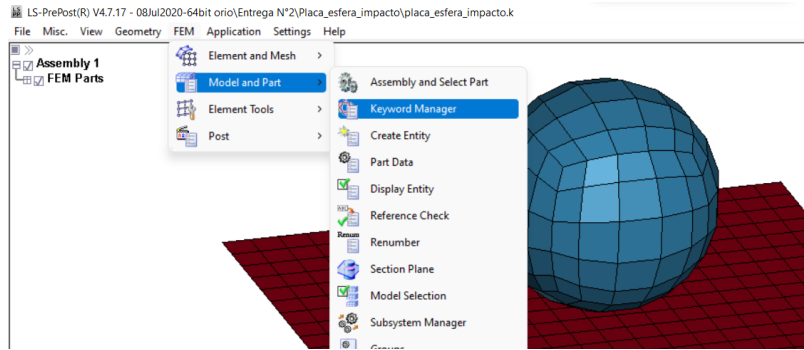 LS-PrePost(R) V4.7.17 - 08Jul2020-64bit orio\Entrega N°2\Placa_esfera_impacto\placa_esfera_impacto.k
File Misc. View Geometry FEM Application Settings Help
Assembly 1
FEM Parts
Element and Mesh
Model and Part
Element Tools
Post
Assembly and Select Part
Keyword Manager
Create Entity
Part Data
Display Entity
Reference Check
Renum
Renumber
Section Plane
Model Selection
Subsystem Manager
Groups